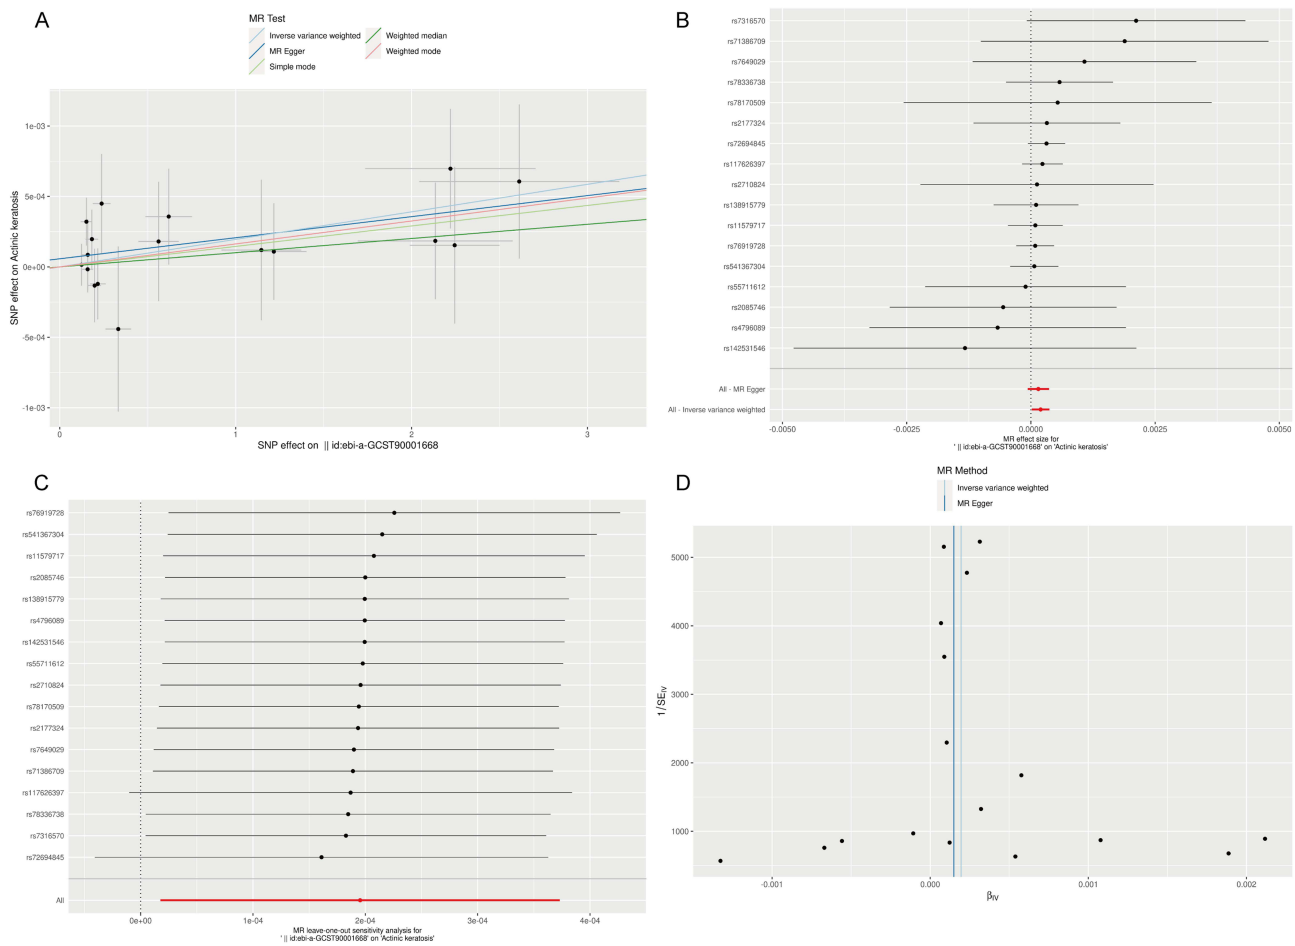 A
MR Test
Inverse variance weighted
Weighted median
MR Egger
Weighted mode
Simple mode
SNP effect on Actinic keratosis
1e-03
5e-04
0e+00
-5e-04
-1e-03
0
1
2
3
SNP effect on || id:ebi-a-GCST90001668
B
rs7316570
rs71386709
rs7649029
rs78336738
rs78170509
rs2177324
rs72694845
rs117626397
rs2710824
rs138915779
rs11579717
rs76919728
rs541367304
rs55711612
rs2085746
rs4796089
rs142531546
All - MR Egger
All - Inverse variance weighted
-0.0050
-0.0025
0.0000
0.0025
0.0050
MR effect size for
' || id:ebi-a-GCST90001668' on 'Actinic keratosis'
C
rs76919728
rs541367304
rs11579717
rs2085746
rs138915779
rs4796089
rs142531546
rs55711612
rs2710824
rs78170509
rs2177324
rs7649029
rs71386709
rs117626397
rs78336738
rs7316570
rs72694845
All
0e+00
1e-04
2e-04
3e-04
4e-04
MR leave-one-out sensitivity analysis for
' || id:ebi-a-GCST90001668' on 'Actinic keratosis'
D
MR Method
Inverse variance weighted
MR Egger
1/SE_IV
5000
4000
3000
2000
1000
-0.001
0.000
0.001
0.002
β_IV